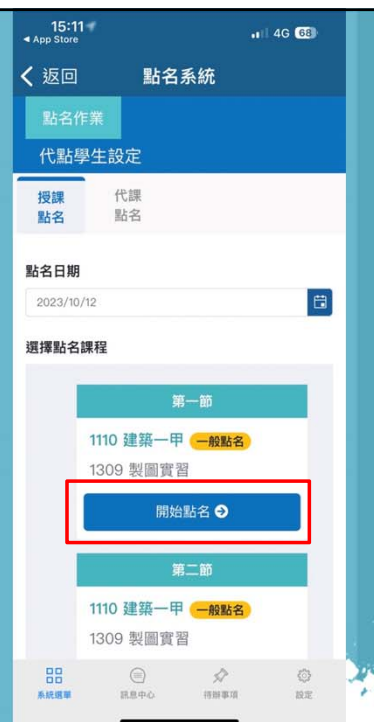 15:11
◀ App Store
4G 68
返回
點名系統
點名作業
代點學生設定
授課
點名
代課
點名
點名日期
2023/10/12
選擇點名課程
第一節
1110 建築一甲 一般點名
1309 製圖實習
開始點名
第二節
1110 建築一甲 一般點名
1309 製圖實習
系統選單
訊息中心
待辦事項
設定